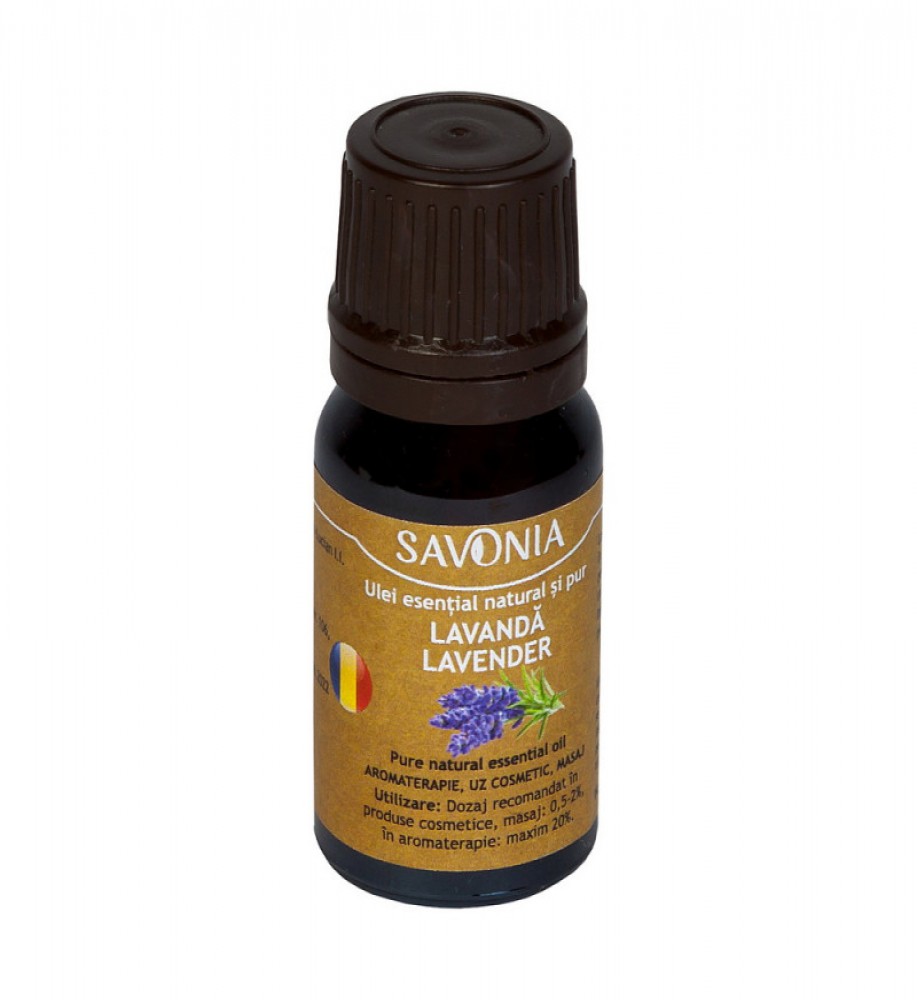 SAVONIA
Ulei esențial natural și pur
LAVANDĂ
LAVENDER
Pure natural essential oil
AROMATERAPIE, UZ COSMETIC, MASAJ
Utilizare: Dozaj recomandat în
produse cosmetice, masaj: 0,5-2%,
în aromaterapie: maxim 20%.